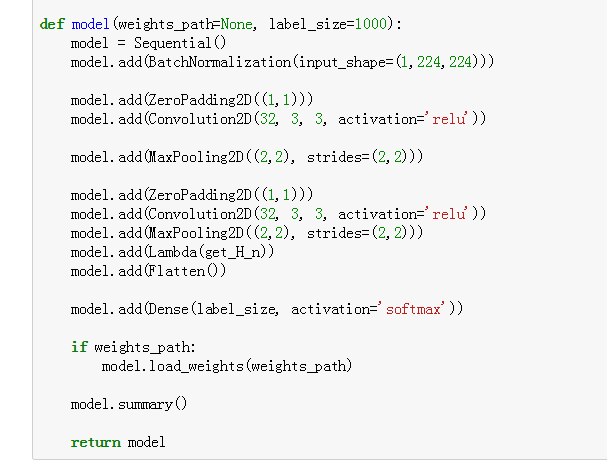 def model(weights_path=None, label_size=1000):
    model = Sequential()
    model.add(BatchNormalization(input_shape=(1,224,224)))

    model.add(ZeroPadding2D((1,1)))
    model.add(Convolution2D(32, 3, 3, activation='relu'))

    model.add(MaxPooling2D((2,2), strides=(2,2)))

    model.add(ZeroPadding2D((1,1)))
    model.add(Convolution2D(32, 3, 3, activation='relu'))
    model.add(MaxPooling2D((2,2), strides=(2,2)))
    model.add(Lambda(get_H_n))
    model.add(Flatten())

    model.add(Dense(label_size, activation='softmax'))

    if weights_path:
        model.load_weights(weights_path)

    model.summary()

    return model